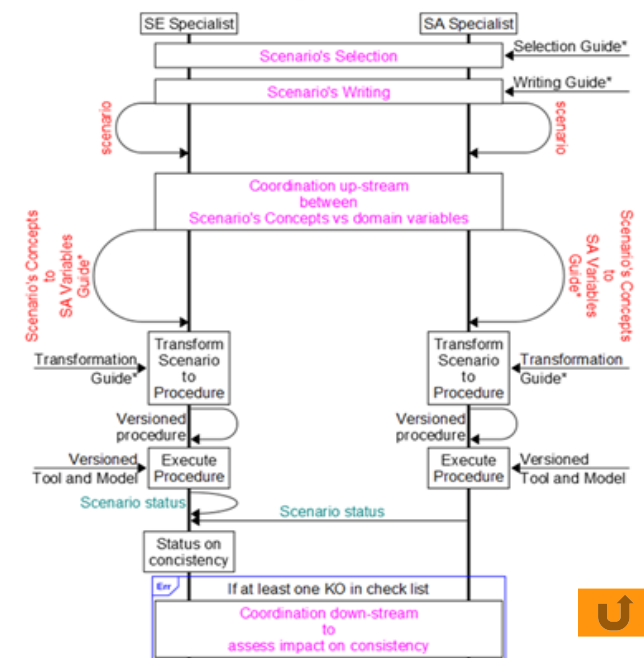 SE Specialist
SA Specialist
Scenario's Selection
Selection Guide*
Scenario's Writing
Writing Guide*
scenario
scenario
Coordination up-stream
between
Scenario's Concepts vs domain variables
Scenario's Concepts
to
SA Variables
Guide*
Scenario's Concepts
to
SA Variables
Guide*
Transformation
Guide*
Transform
Scenario
to
Procedure
Transform
Scenario
to
Procedure
Transformation
Guide*
Versioned
procedure
Versioned
procedure
Versioned
Tool and Model
Execute
Procedure
Execute
Procedure
Versioned
Tool and Model
Scenario status
Scenario status
Status on
concistency
Err
If at least one KO in check list
Coordination down-stream
to
assess impact on consistency